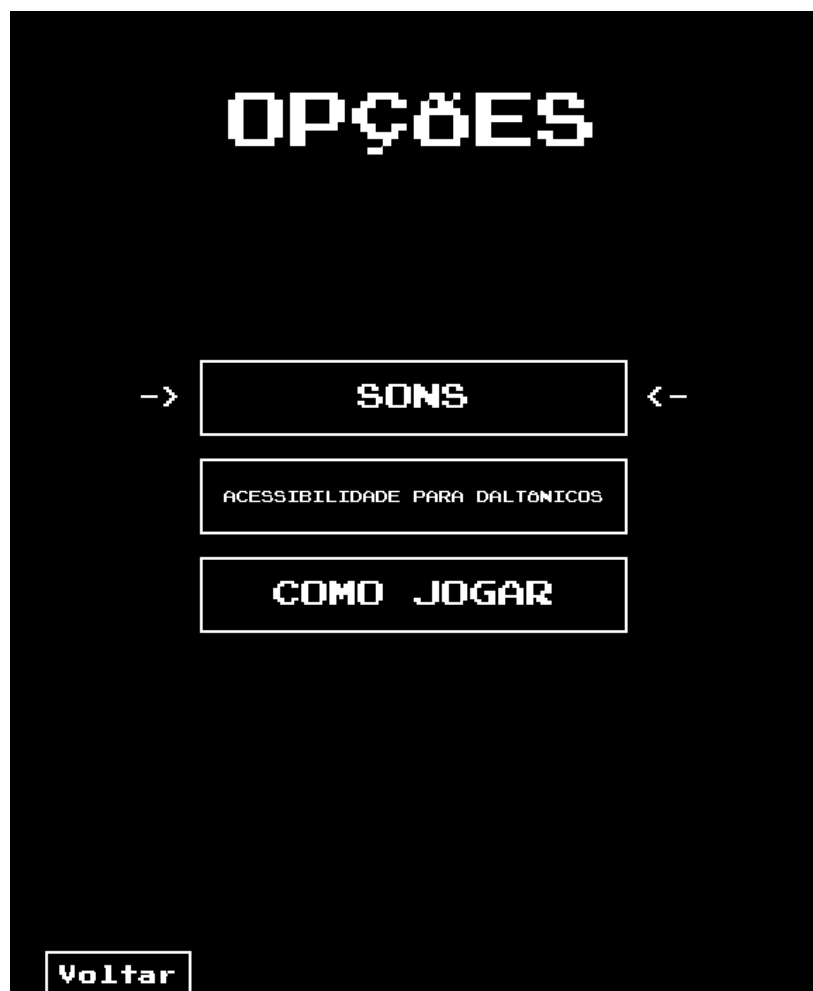 OPÇÕES
-> SONS <-
ACESSIBILIDADE PARA DALTÔNICOS
COMO JOGAR
Voltar